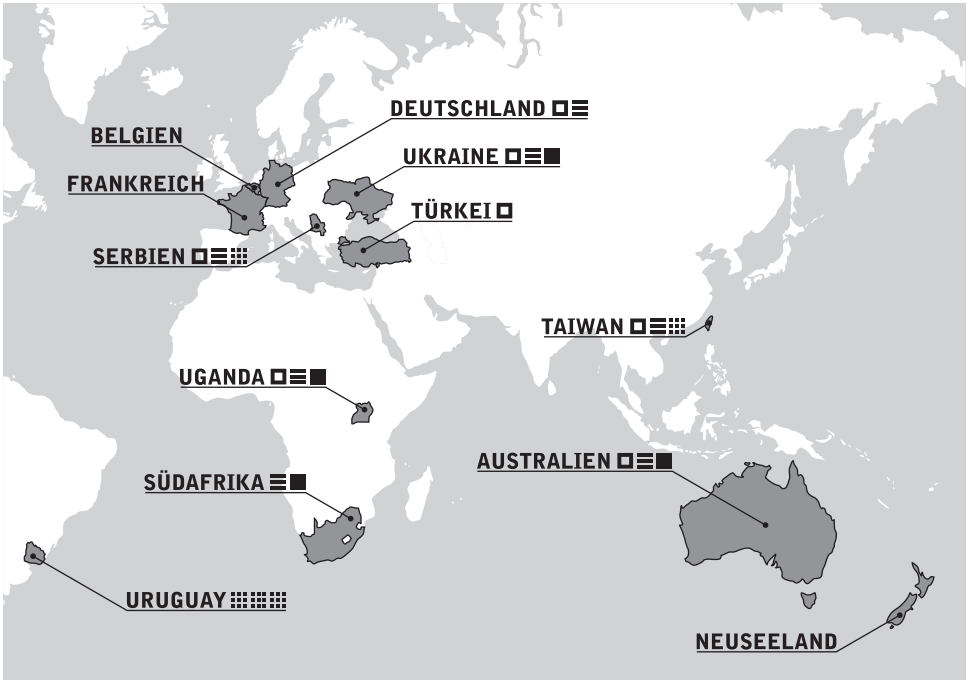 DEUTSCHLAND
BELGIEN
UKRAINE
FRANKREICH
TÜRKEI
SERBIEN
TAIWAN
UGANDA
AUSTRALIEN
SÜDAFRIKA
URUGUAY
NEUSEELAND